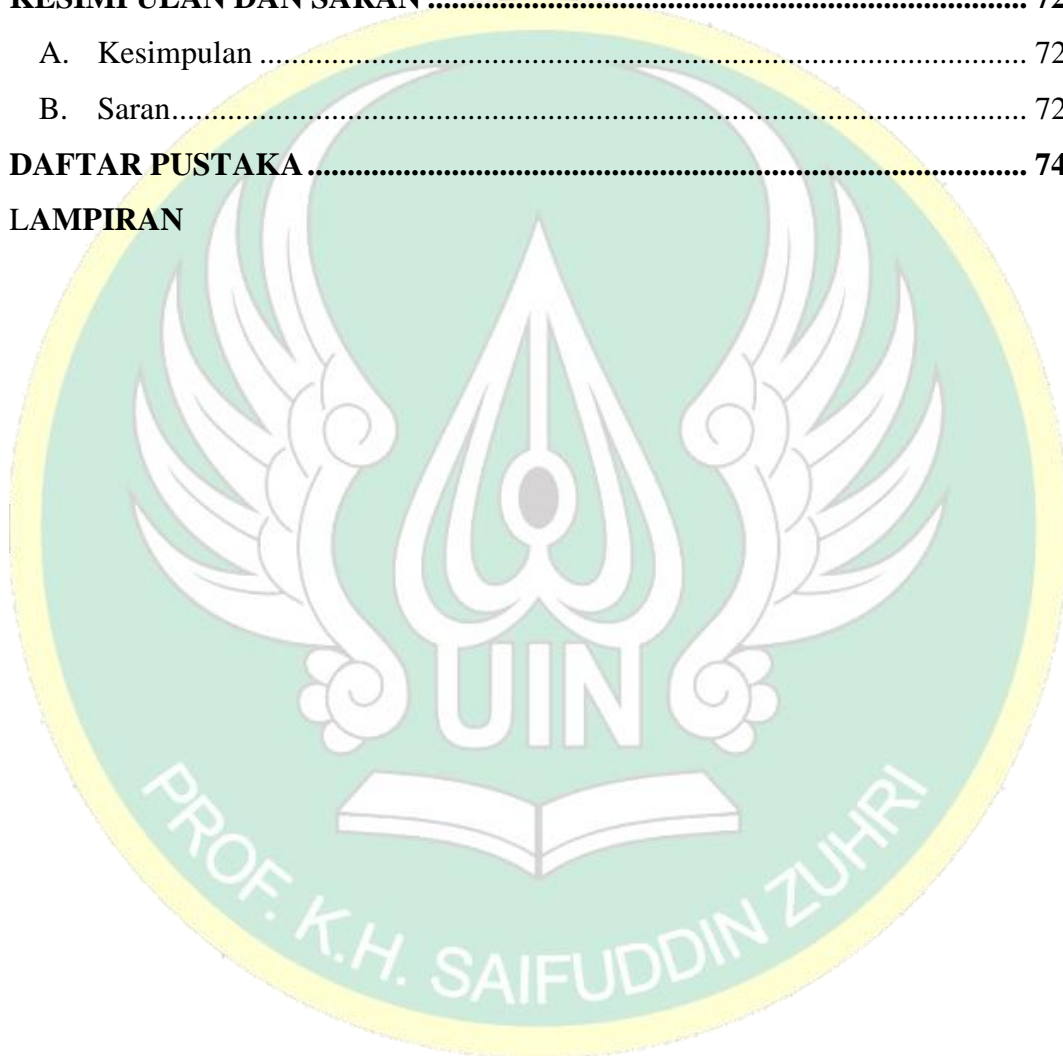 KESIMPULAN DAN SARAN .......................................................................... 72
A. Kesimpulan ........................................................................................... 72
B. Saran..................................................................................................... 72
DAFTAR PUSTAKA ..................................................................................... 74
LAMPIRAN
UIN
PROF. K.H. SAIFUDDIN ZUHRI